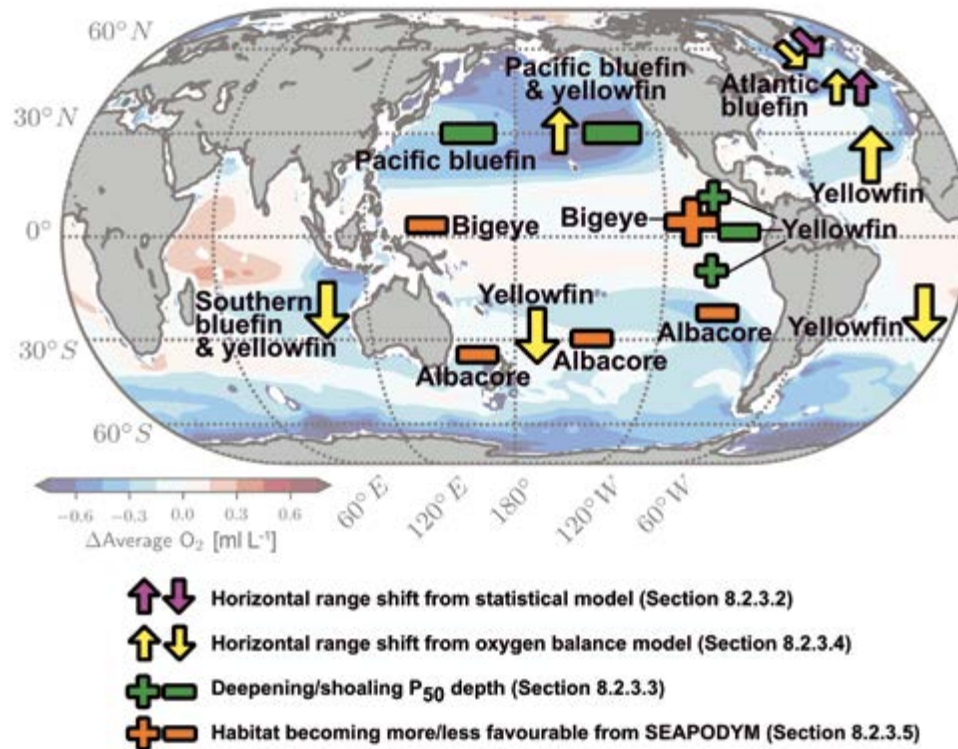 60°N
Pacific bluefin
& yellowfin
Atlantic
bluefin
30°N
Pacific bluefin
Yellowfin
Bigeye
Bigeye
Yellowfin
0°
Southern
bluefin
& yellowfin
Yellowfin
Albacore
Yellowfin
30°S
Albacore
Albacore
60°S
60°E
120°E
180°
120°W
60°W
−0.6 −0.3 0.0 0.3 0.6
ΔAverage O₂ [ml L⁻¹]
Horizontal range shift from statistical model (Section 8.2.3.2)
Horizontal range shift from oxygen balance model (Section 8.2.3.4)
Deepening/shoaling P₅₀ depth (Section 8.2.3.3)
Habitat becoming more/less favourable from SEAPODYM (Section 8.2.3.5)